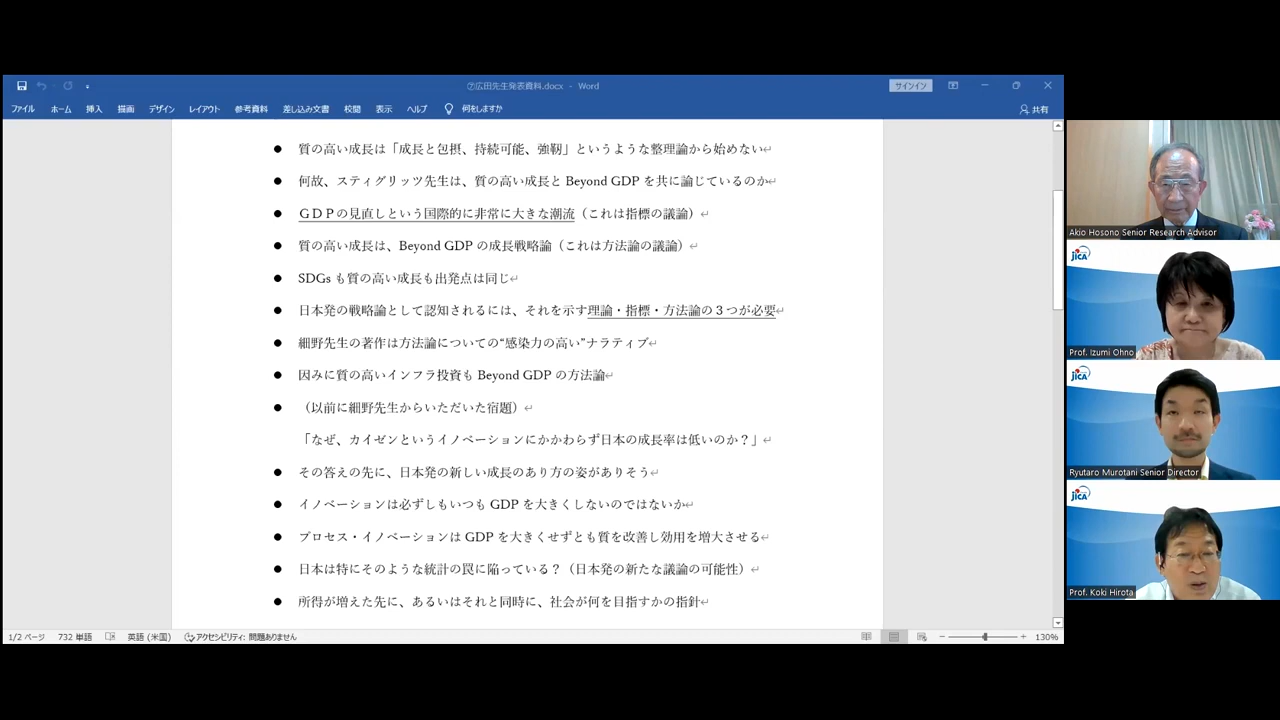 ⑦広田先生発表資料.docx - Word
サインイン
ファイル ホーム 挿入 描画 デザイン レイアウト 参考資料 差し込み文書 校閲 表示 ヘルプ 何をしますか 共有
● 質の高い成長は「成長と包摂、持続可能、強靭」というような整理論から始めない↵
● 何故、スティグリッツ先生は、質の高い成長と Beyond GDP を共に論じているのか↵
● ＧＤＰの見直しという国際的に非常に大きな潮流（これは指標の議論）↵
● 質の高い成長は、Beyond GDP の成長戦略論（これは方法論の議論）↵
● SDGs も質の高い成長も出発点は同じ↵
● 日本発の戦略論として認知されるには、それを示す理論・指標・方法論の３つが必要↵
● 細野先生の著作は方法論についての“感染力の高い”ナラティブ↵
● 因みに質の高いインフラ投資も Beyond GDP の方法論↵
● （以前に細野先生からいただいた宿題）↵
「なぜ、カイゼンというイノベーションにかかわらず日本の成長率は低いのか？」↵
● その答えの先に、日本発の新しい成長のあり方の姿がありそう↵
● イノベーションは必ずしもいつも GDP を大きくしないのではないか↵
● プロセス・イノベーションは GDP を大きくせずとも質を改善し効用を増大させる↵
● 日本は特にそのような統計の罠に陥っている？（日本発の新たな議論の可能性）↵
● 所得が増えた先に、あるいはそれと同時に、社会が何を目指すかの指針↵
1/2 ページ 732 単語 英語 (米国) アクセシビリティ: 問題ありません 130%
Akio Hosono Senior Research Advisor
JICA
Prof. Izumi Ohno
JICA
Ryutaro Murotani Senior Director
JICA
Prof. Koki Hirota